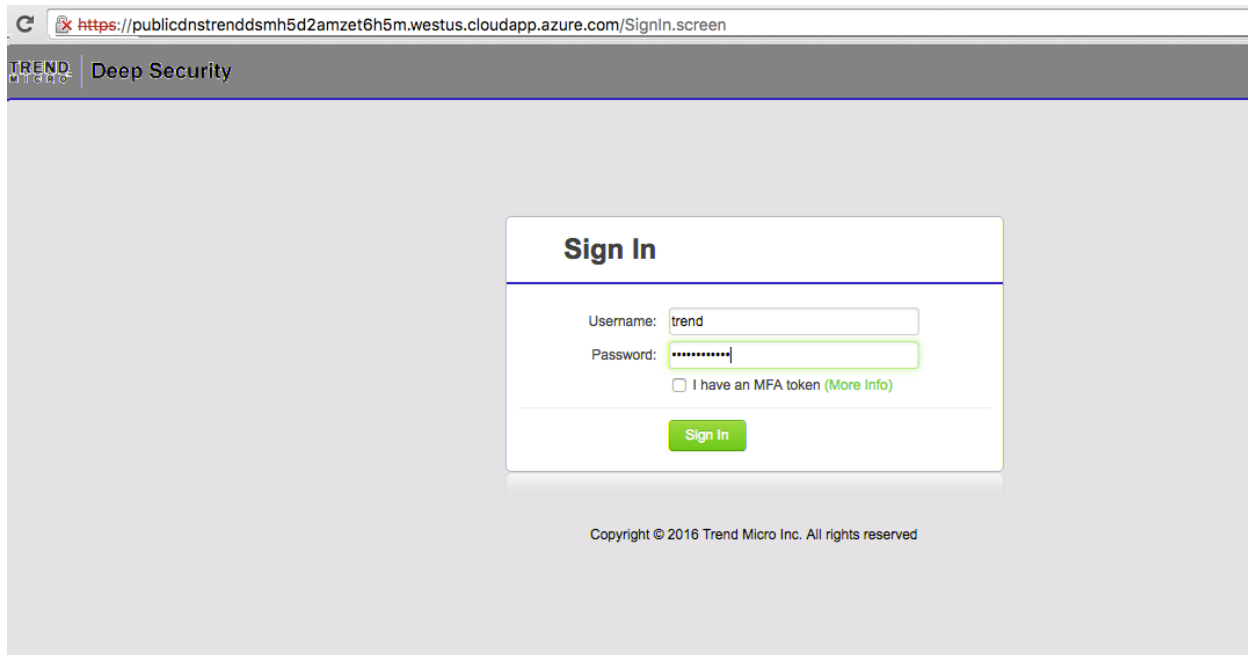 https://publicdnstrenddsmh5d2amzet6h5m.westus.cloudapp.azure.com/SignIn.screen
TREND MICRO Deep Security
Sign In
Username: trend
Password: ••••••••••••
I have an MFA token (More Info)
Sign In
Copyright © 2016 Trend Micro Inc. All rights reserved